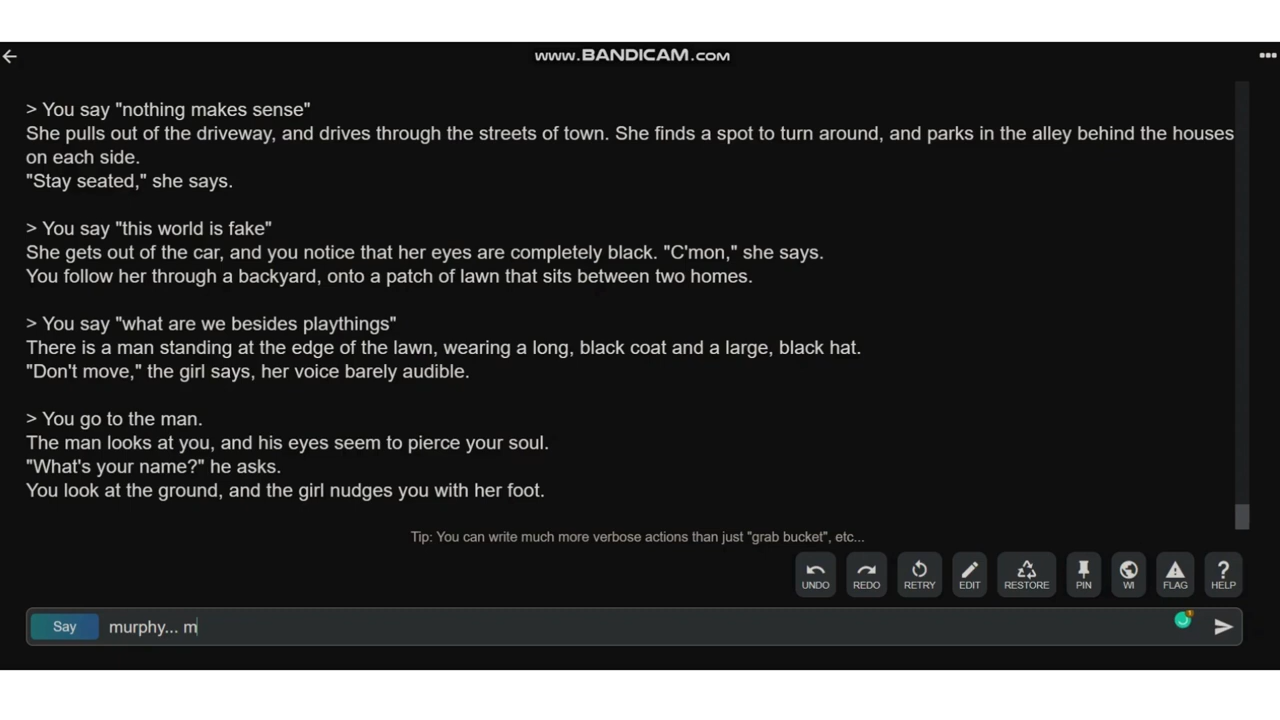 www.BANDICAM.com
> You say "nothing makes sense"
She pulls out of the driveway, and drives through the streets of town. She finds a spot to turn around, and parks in the alley behind the houses
on each side.
"Stay seated," she says.
> You say "this world is fake"
She gets out of the car, and you notice that her eyes are completely black. "C'mon," she says.
You follow her through a backyard, onto a patch of lawn that sits between two homes.
> You say "what are we besides playthings"
There is a man standing at the edge of the lawn, wearing a long, black coat and a large, black hat.
"Don't move," the girl says, her voice barely audible.
> You go to the man.
The man looks at you, and his eyes seem to pierce your soul.
"What's your name?" he asks.
You look at the ground, and the girl nudges you with her foot.
Tip: You can write much more verbose actions than just "grab bucket", etc...
UNDO REDO RETRY EDIT RESTORE PIN WI FLAG HELP
Say murphy... m